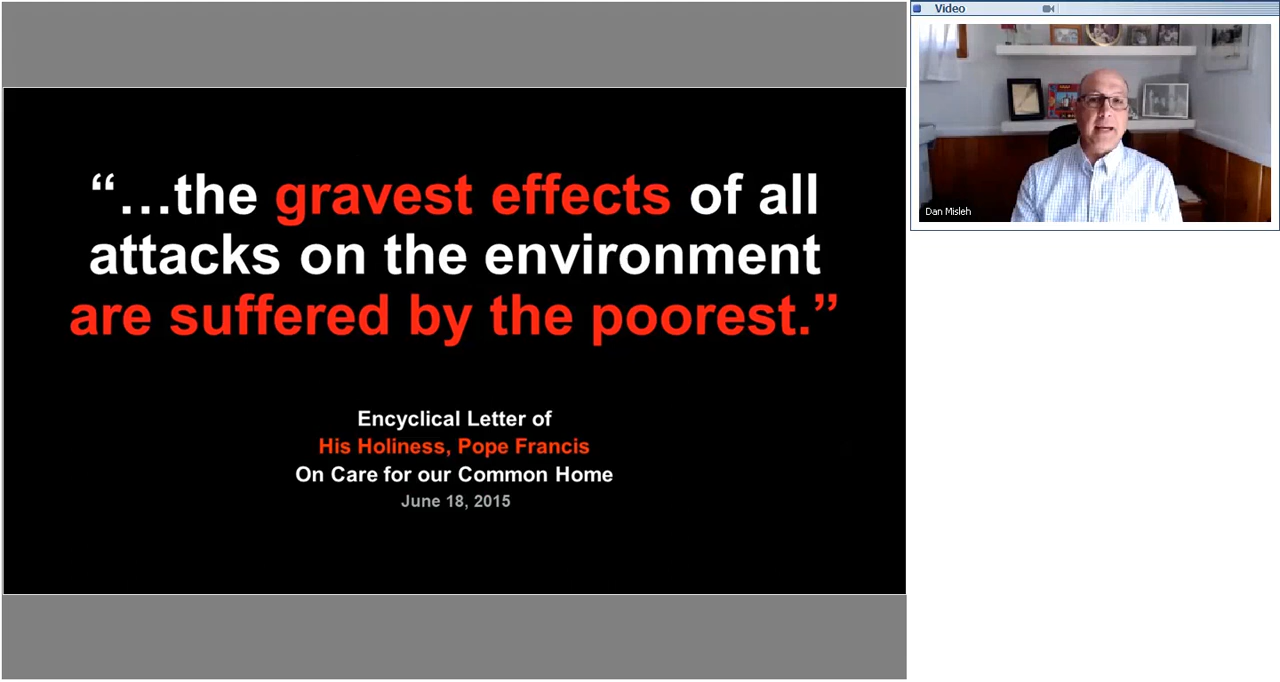 “…the gravest effects of all
attacks on the environment
are suffered by the poorest.”
Encyclical Letter of
His Holiness, Pope Francis
On Care for our Common Home
June 18, 2015
Video
Dan Misleh